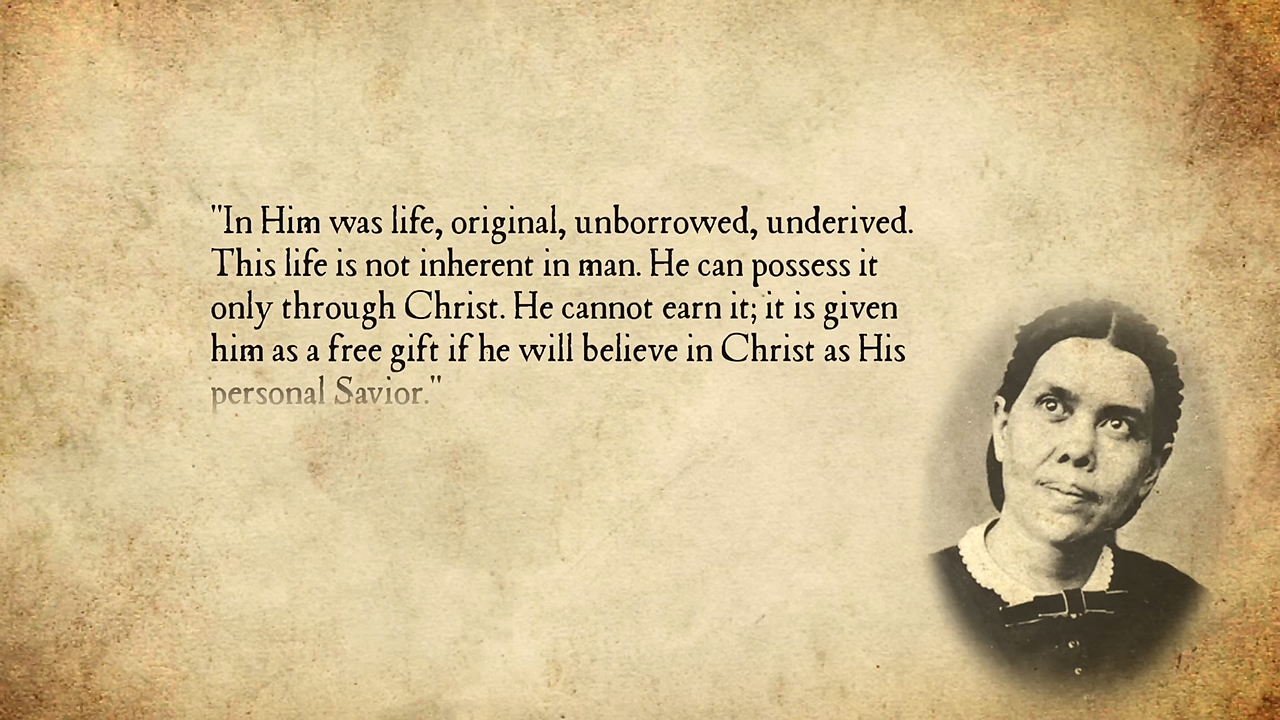 "In Him was life, original, unborrowed, underived.
This life is not inherent in man. He can possess it
only through Christ. He cannot earn it; it is given
him as a free gift if he will believe in Christ as His
personal Savior."